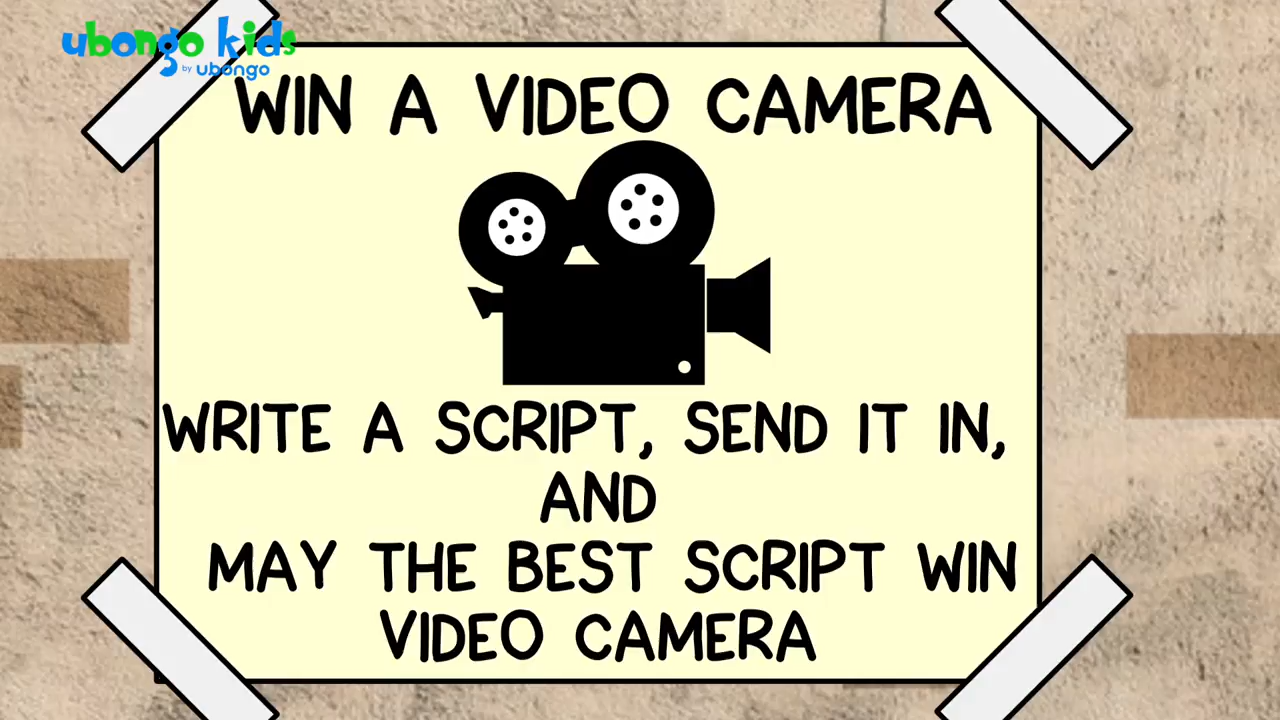 ubongo kids
by ubongo
WIN A VIDEO CAMERA
WRITE A SCRIPT, SEND IT IN,
AND
MAY THE BEST SCRIPT WIN
VIDEO CAMERA